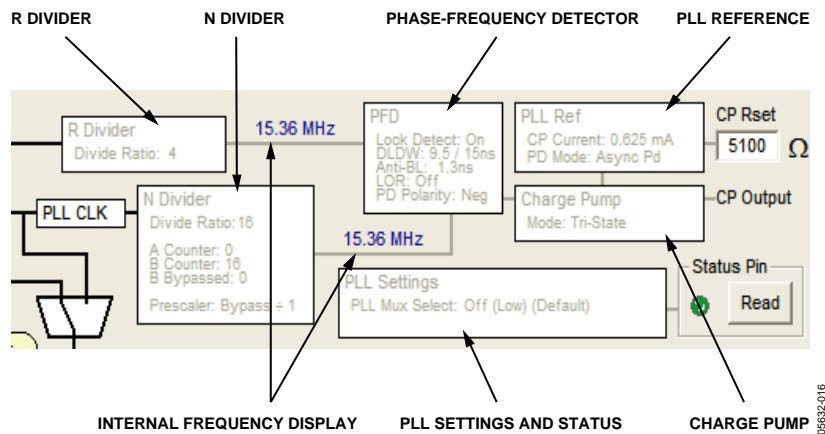 R DIVIDER
N DIVIDER
PHASE-FREQUENCY DETECTOR
PLL REFERENCE
R Divider
Divide Ratio: 4
15.36 MHz
PFD
Lock Detect: On
DLDW: 9.5 / 15ns
Anti-BL: 1.3ns
LOR: Off
PD Polarity: Neg
PLL Ref
CP Current: 0.625 mA
PD Mode: Async Pd
CP Rset
5100 Ω
PLL CLK
N Divider
Divide Ratio: 16
A Counter: 0
B Counter: 16
B Bypassed: 0
Prescaler: Bypass ÷ 1
15.36 MHz
Charge Pump
Mode: Tri-State
CP Output
PLL Settings
PLL Mux Select: Off (Low) (Default)
Status Pin
Read
INTERNAL FREQUENCY DISPLAY
PLL SETTINGS AND STATUS
CHARGE PUMP
05632-016